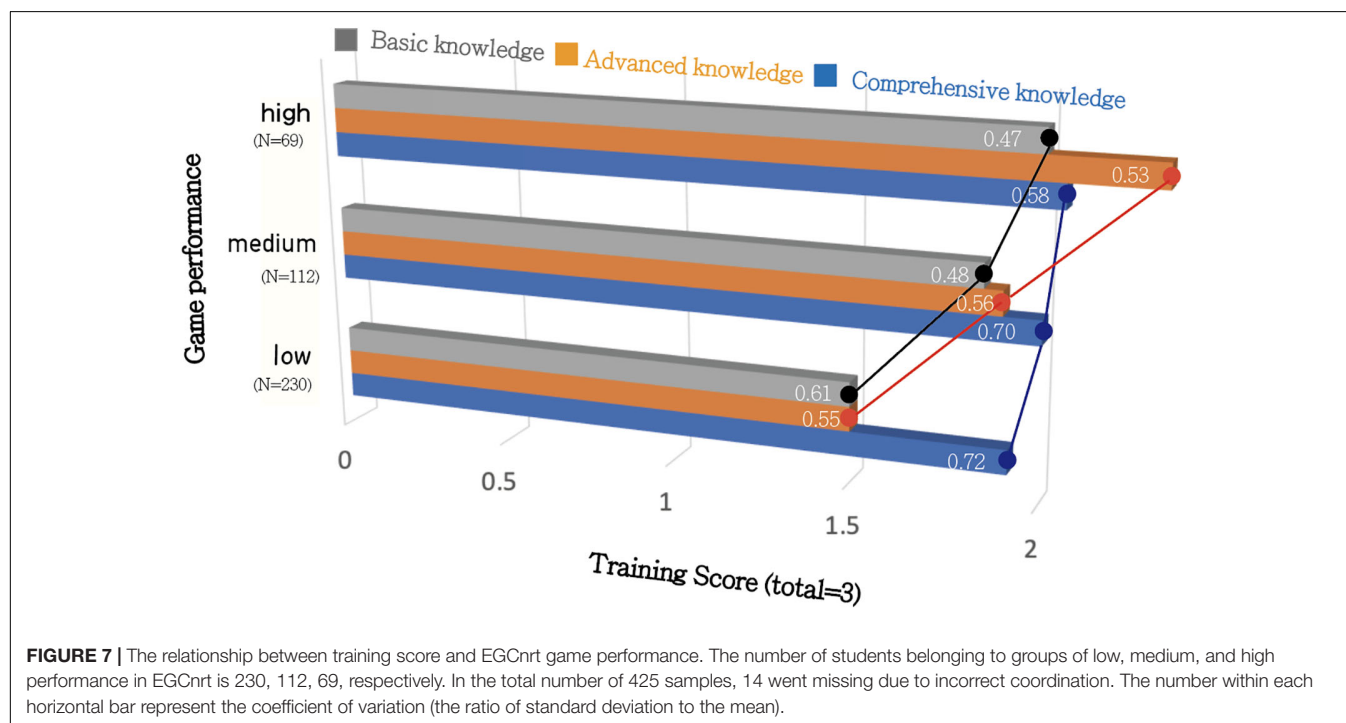 Basic knowledge Advanced knowledge Comprehensive knowledge
high
(N=69)
0.47
0.53
0.58
Game performance
medium
(N=112)
0.48
0.56
0.70
low
(N=230)
0.61
0.55
0.72
0
0.5
1
1.5
2
Training Score (total=3)
FIGURE 7 | The relationship between training score and EGCnrt game performance. The number of students belonging to groups of low, medium, and high
performance in EGCnrt is 230, 112, 69, respectively. In the total number of 425 samples, 14 went missing due to incorrect coordination. The number within each
horizontal bar represent the coefficient of variation (the ratio of standard deviation to the mean).